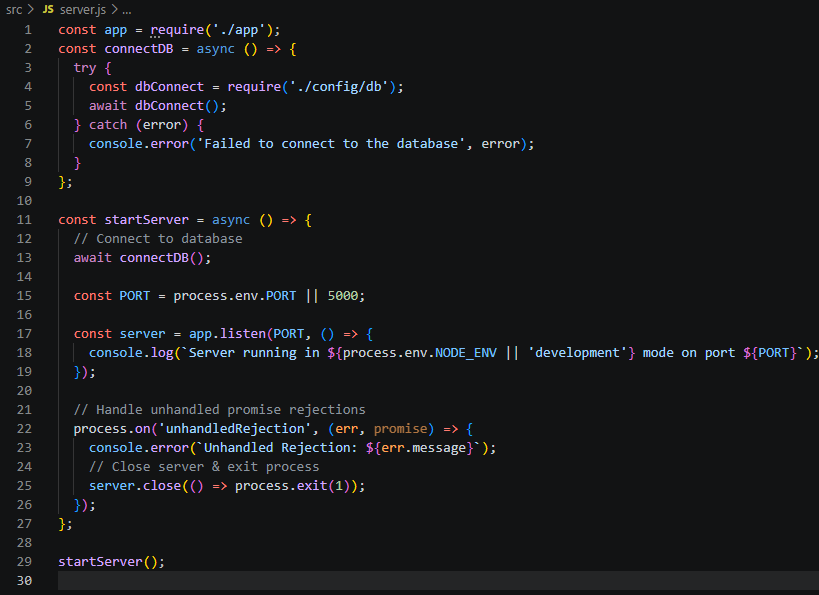 src > JS server.js > ...
1 const app = require('./app');
2 const connectDB = async () => {
3   try {
4     const dbConnect = require('./config/db');
5     await dbConnect();
6   } catch (error) {
7     console.error('Failed to connect to the database', error);
8   }
9 };
10
11 const startServer = async () => {
12   // Connect to database
13   await connectDB();
14
15   const PORT = process.env.PORT || 5000;
16
17   const server = app.listen(PORT, () => {
18     console.log(`Server running in ${process.env.NODE_ENV || 'development'} mode on port ${PORT}`);
19   });
20
21   // Handle unhandled promise rejections
22   process.on('unhandledRejection', (err, promise) => {
23     console.error(`Unhandled Rejection: ${err.message}`);
24     // Close server & exit process
25     server.close(() => process.exit(1));
26   });
27 };
28
29 startServer();
30